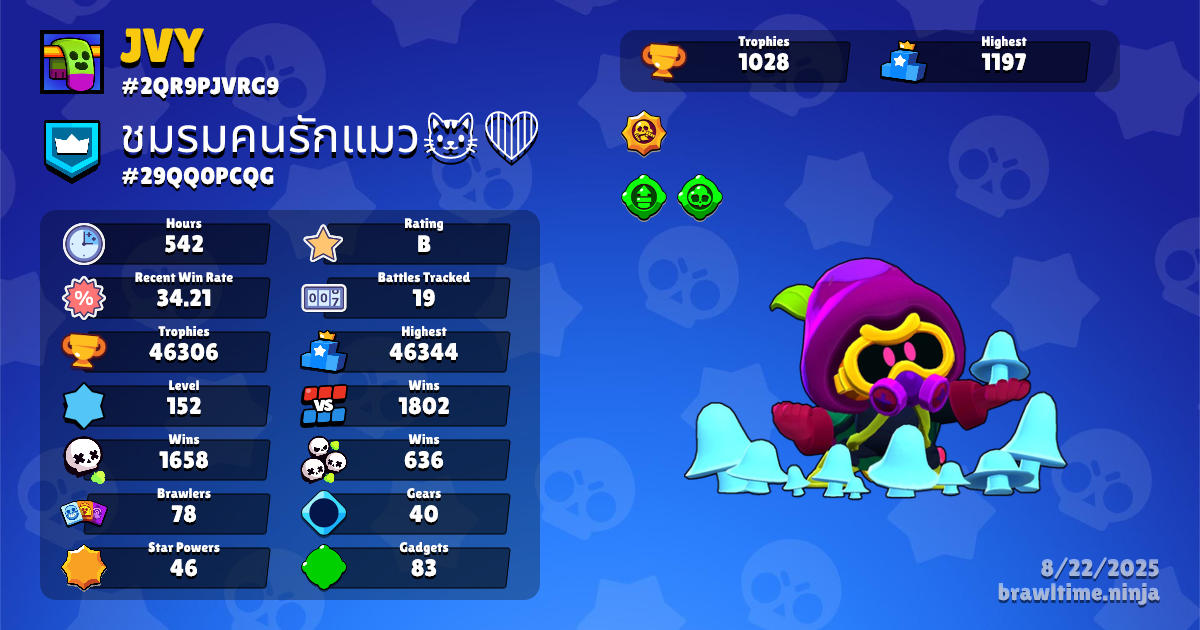 JVY
#2QR9PJVRG9
ชมรมคนรักแมว🐱
#29QQ0PCQG
Trophies
1028
Highest
1197
Hours
542
Rating
B
Recent Win Rate
34.21
%
Battles Tracked
19
007
Trophies
46306
Highest
46344
Level
152
Wins
1802
VS
Wins
1658
Wins
636
Brawlers
78
Gears
40
Star Powers
46
Gadgets
83
8/22/2025
brawltime.ninja